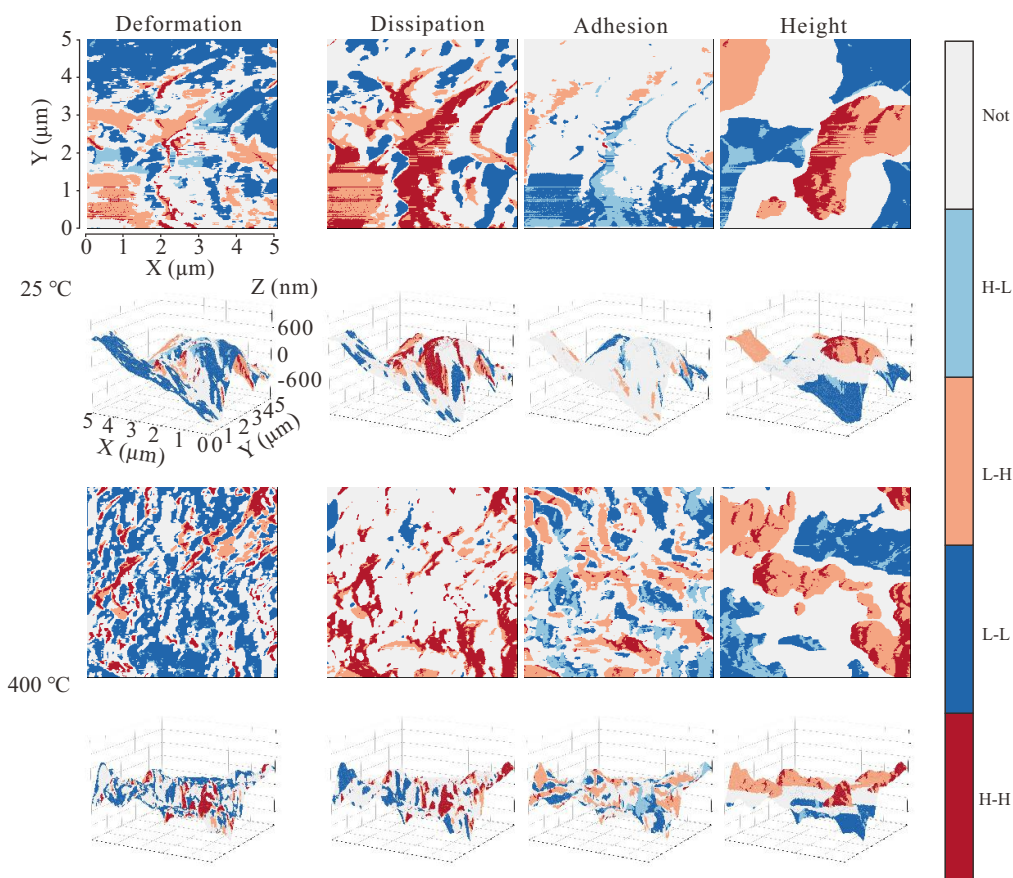 Deformation Dissipation Adhesion Height
5
4
3
2
1
0
Y (μm)
0 1 2 3 4 5
X (μm)
25 ℃
Z (nm)
600
0
-600
5 4 3 2 1 0
X (μm)
0 1 2 3 4 5
Y (μm)
400 ℃
Not
H-L
L-H
L-L
H-H